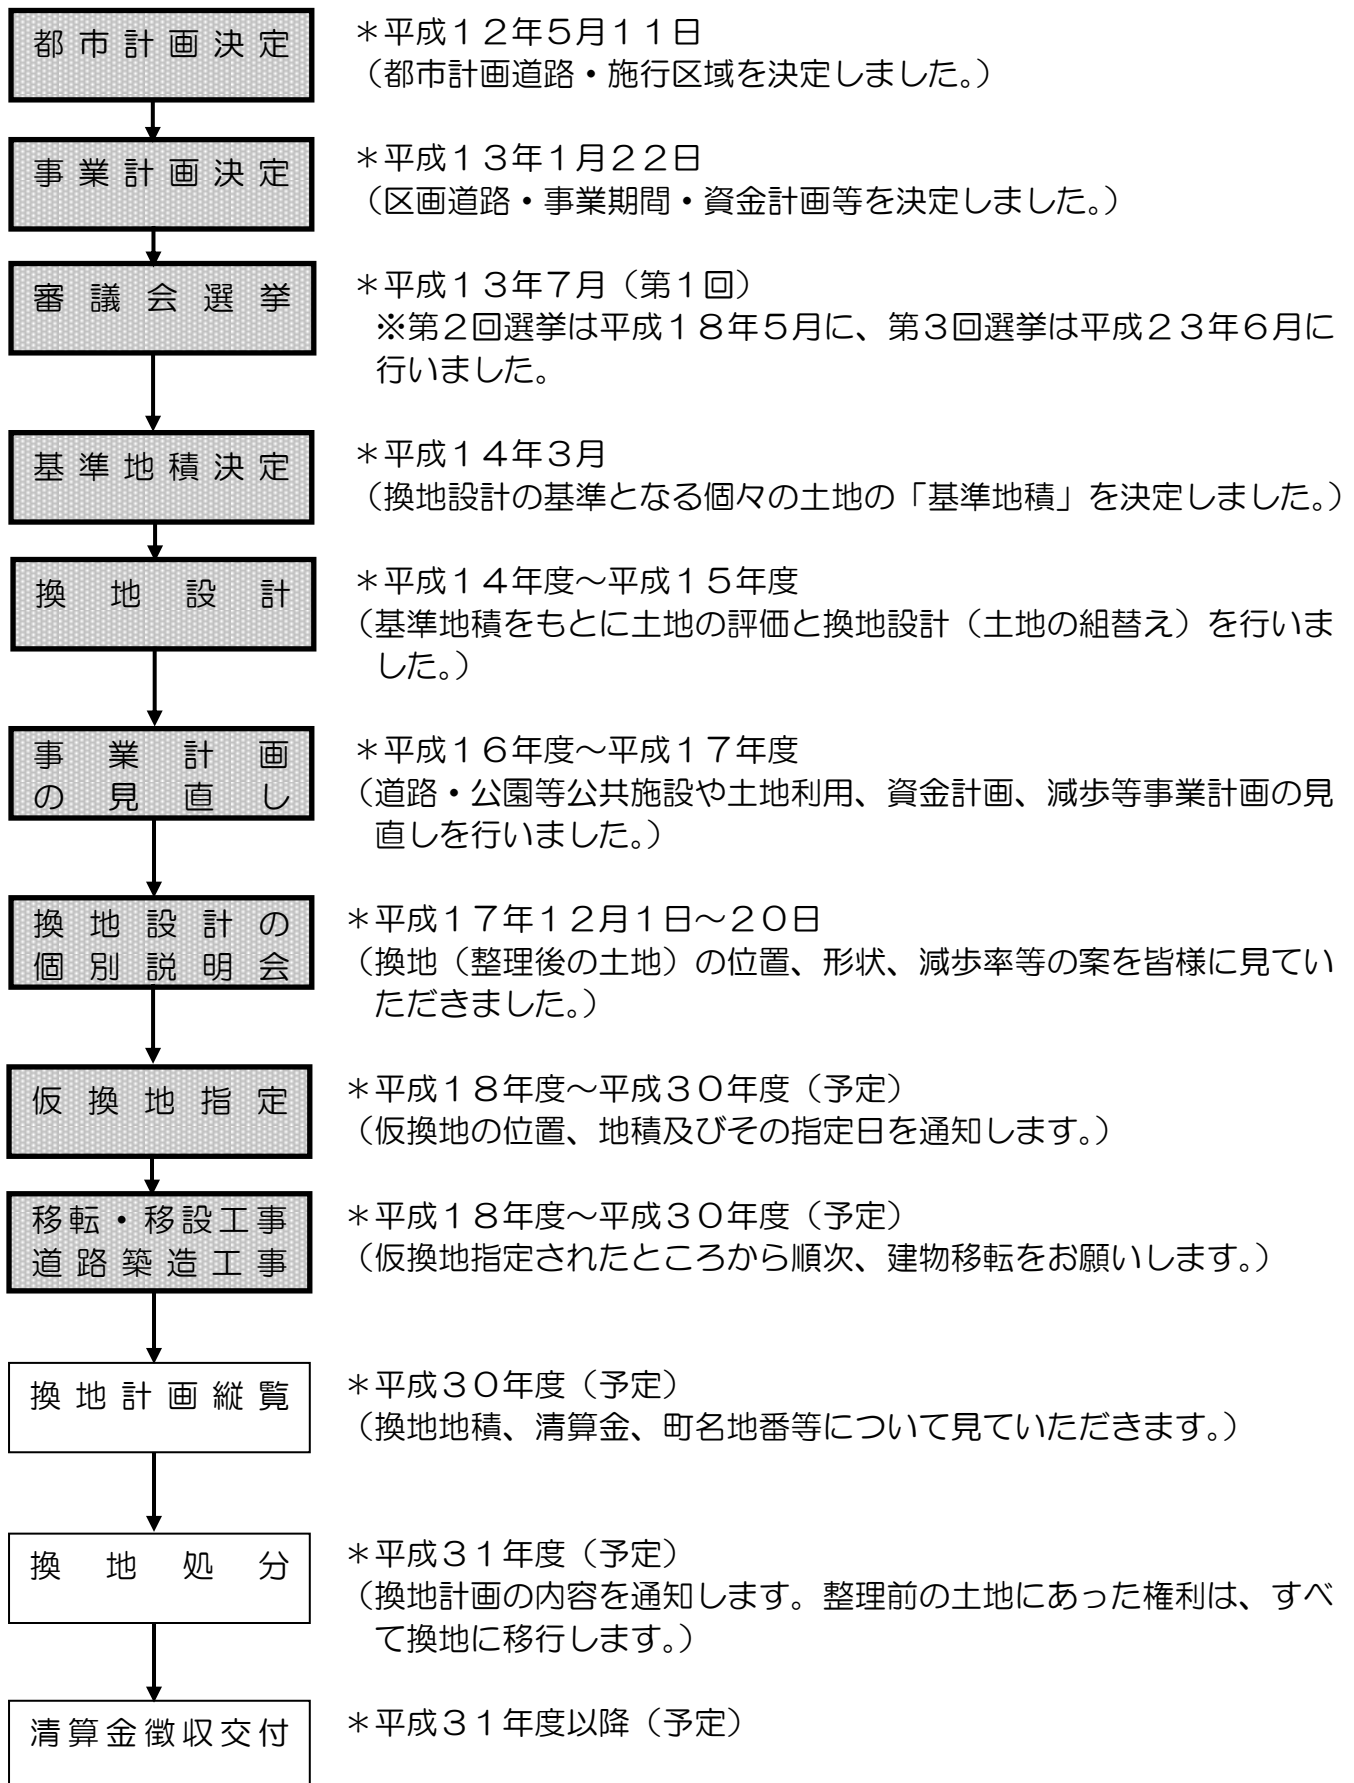 都市計画決定
＊平成１２年５月１１日
（都市計画道路・施行区域を決定しました。）
事業計画決定
＊平成１３年１月２２日
（区画道路・事業期間・資金計画等を決定しました。）
審議会選挙
＊平成１３年７月（第１回）
※第２回選挙は平成１８年５月に、第３回選挙は平成２３年６月に
行いました。
基準地積決定
＊平成１４年３月
（換地設計の基準となる個々の土地の「基準地積」を決定しました。）
換地設計
＊平成１４年度～平成１５年度
（基準地積をもとに土地の評価と換地設計（土地の組替え）を行いま
した。）
事業計画
の見直し
＊平成１６年度～平成１７年度
（道路・公園等公共施設や土地利用、資金計画、減歩等事業計画の見
直しを行いました。）
換地設計の
個別説明会
＊平成１７年１２月１日～２０日
（換地（整理後の土地）の位置、形状、減歩率等の案を皆様に見てい
ただきました。）
仮換地指定
＊平成１８年度～平成３０年度（予定）
（仮換地の位置、地積及びその指定日を通知します。）
移転・移設工事
道路築造工事
＊平成１８年度～平成３０年度（予定）
（仮換地指定されたところから順次、建物移転をお願いします。）
換地計画縦覧
＊平成３０年度（予定）
（換地地積、清算金、町名地番等について見ていただきます。）
換地処分
＊平成３１年度（予定）
（換地計画の内容を通知します。整理前の土地にあった権利は、すべ
て換地に移行します。）
清算金徴収交付
＊平成３１年度以降（予定）